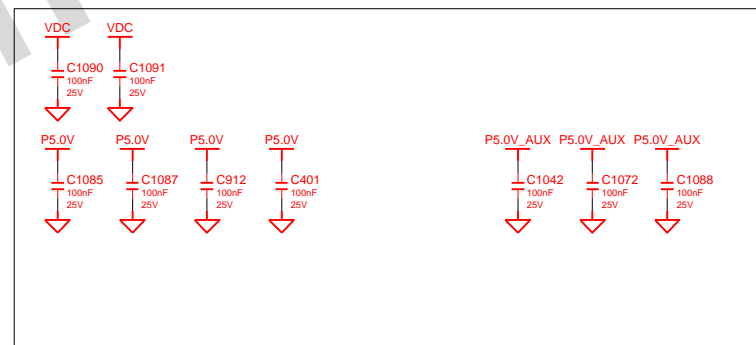 VDC VDC
C1090 C1091
100nF 100nF
25V 25V
P5.0V P5.0V P5.0V P5.0V P5.0V_AUX P5.0V_AUX P5.0V_AUX
C1085 C1087 C912 C401 C1042 C1072 C1088
100nF 100nF 100nF 100nF 100nF 100nF 100nF
25V 25V 25V 25V 25V 25V 25V